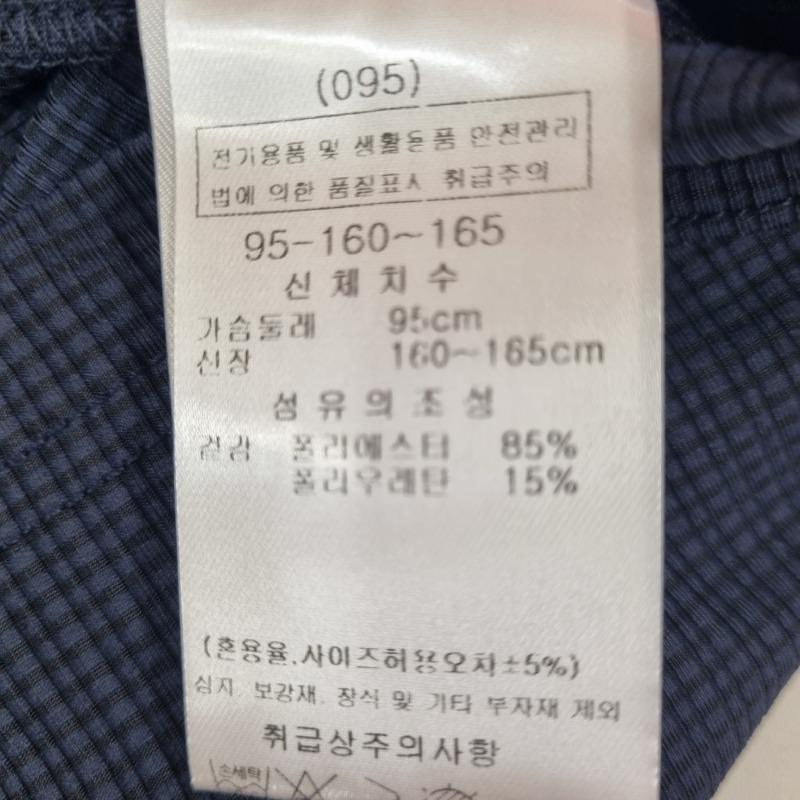 (095)
전기용품 및 생활용품 안전관리
법에 의한 품질표시 취급주의
95-160~165
신체치수
가슴둘레 95cm
신장 160~165cm
섬유의조성
겉감 폴리에스터 85%
폴리우레탄 15%
(혼용율.사이즈허용오차±5%)
심지, 보강재, 장식 및 기타 부자재 제외
취급상주의사항
손세탁